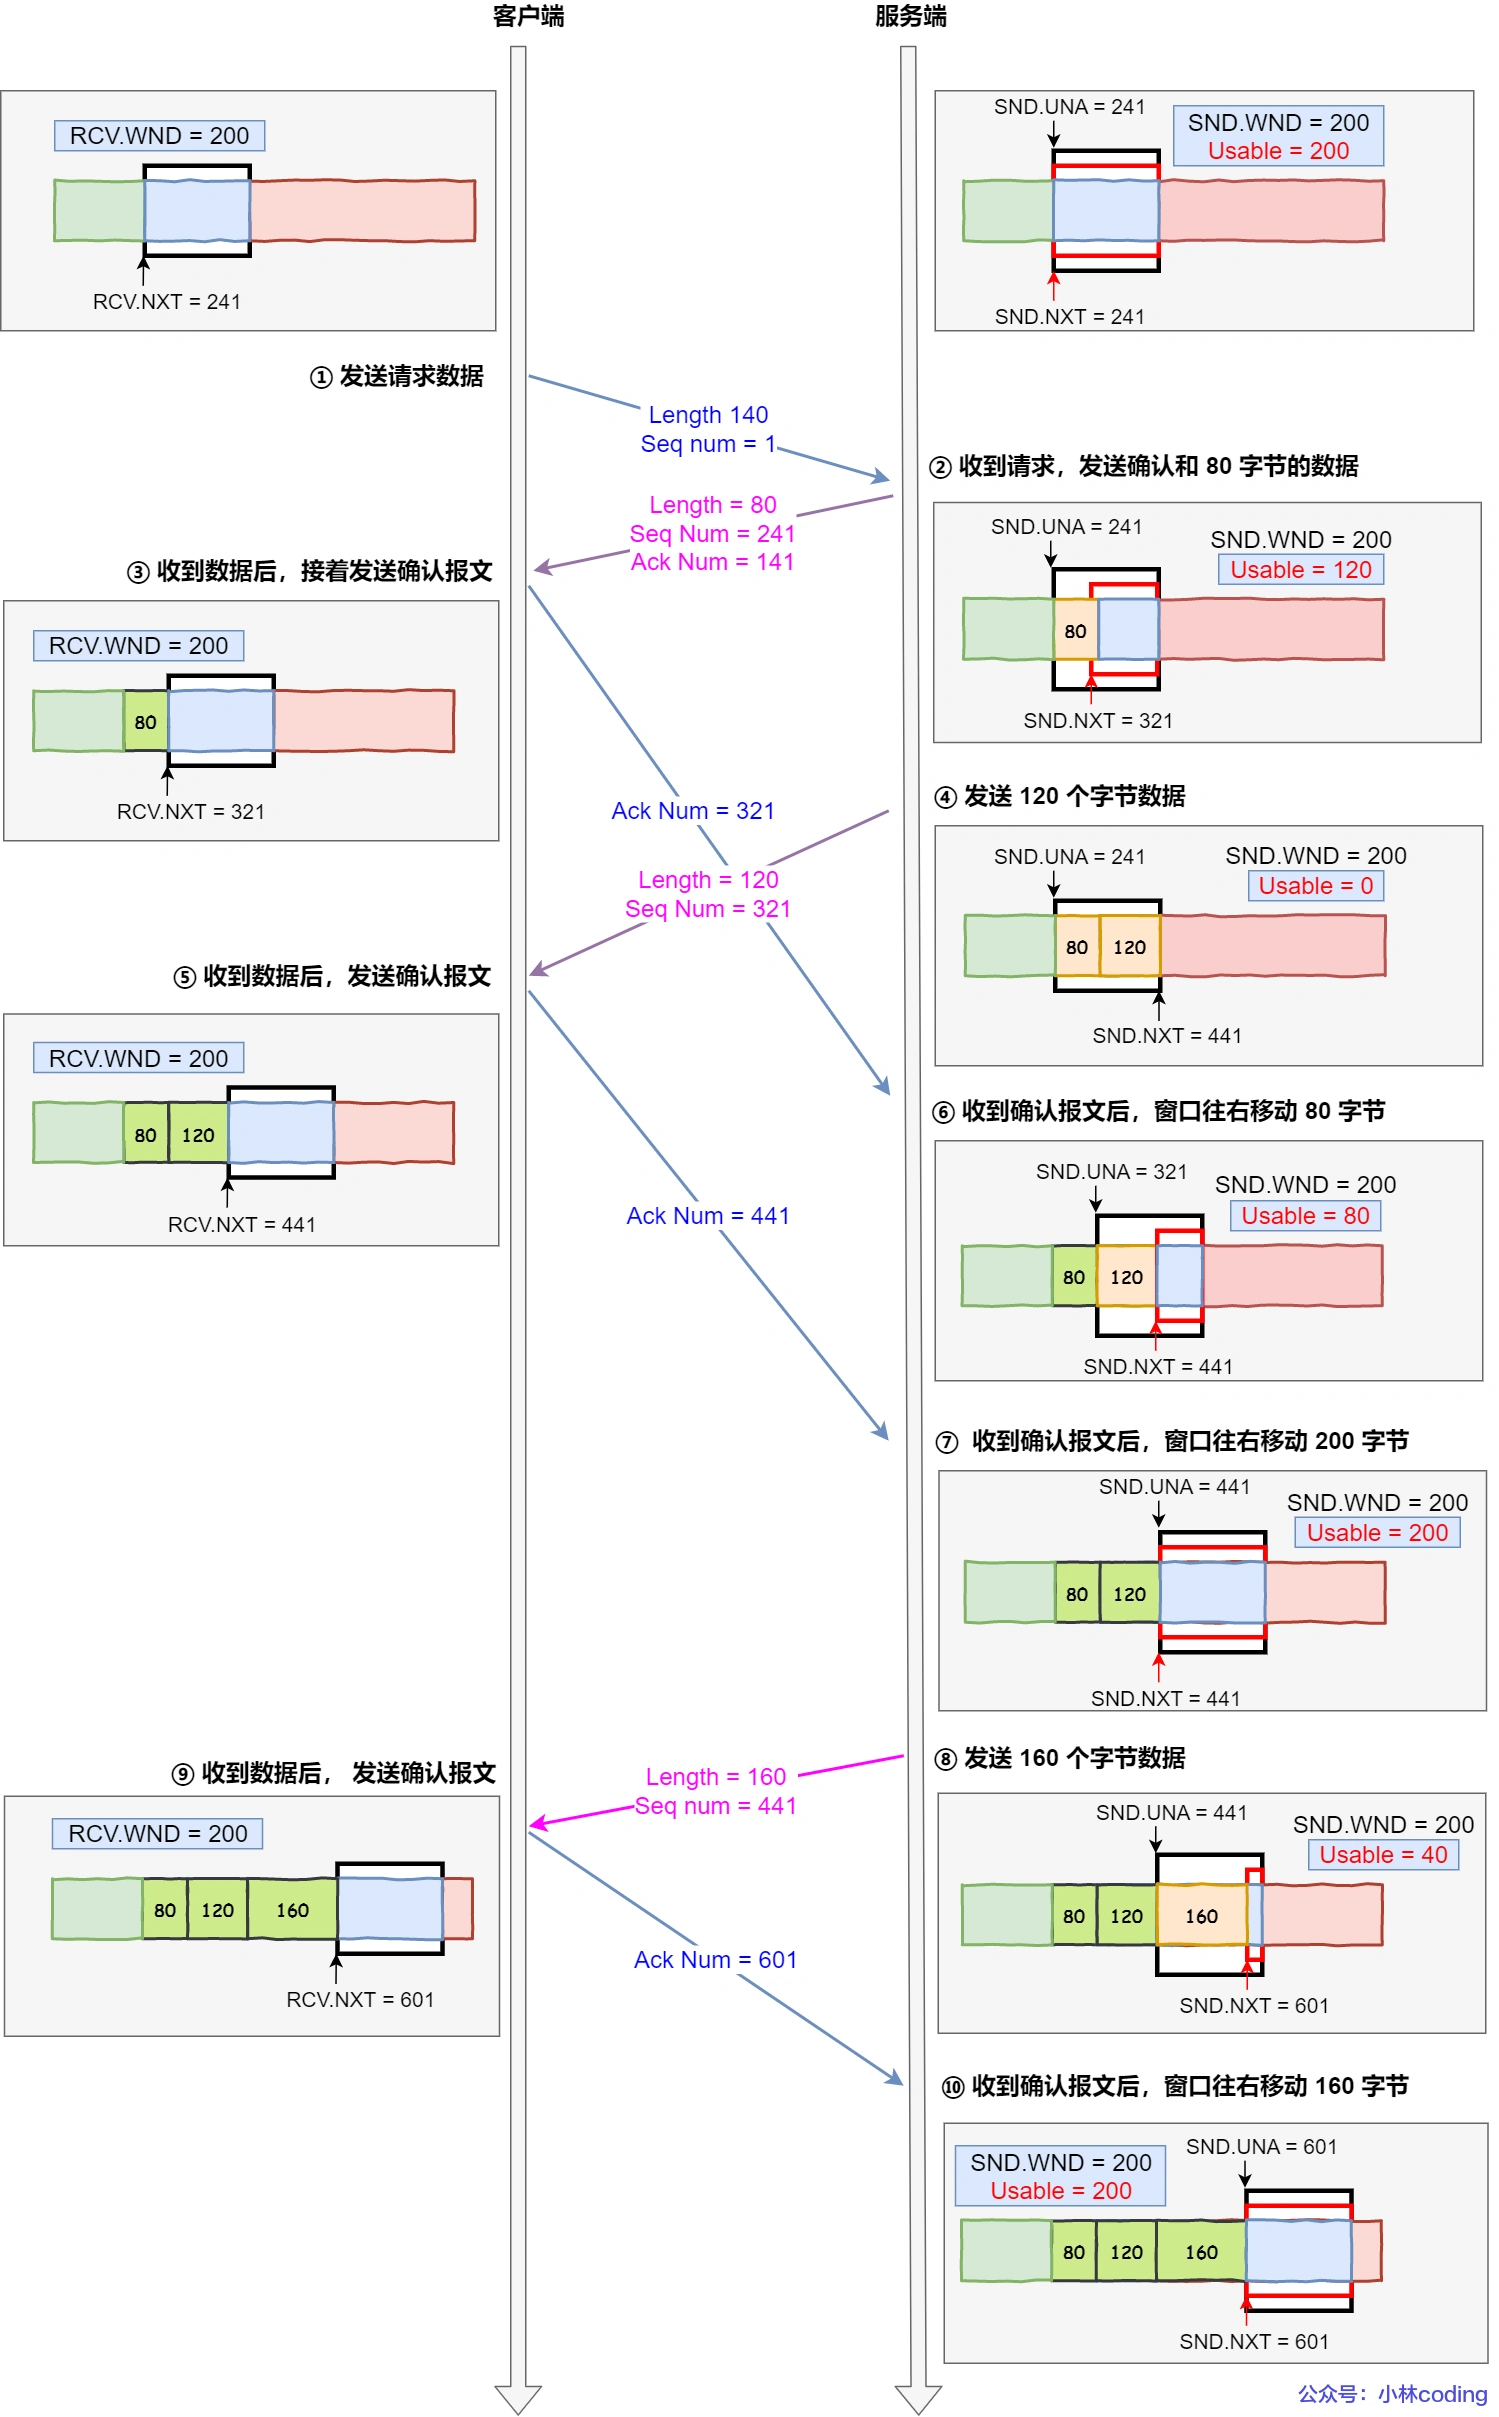 客户端
服务端
RCV.WND = 200
RCV.NXT = 241
SND.UNA = 241
SND.WND = 200
Usable = 200
SND.NXT = 241
① 发送请求数据
Length 140
Seq num = 1
② 收到请求，发送确认和 80 字节的数据
Length = 80
Seq Num = 241
Ack Num = 141
SND.UNA = 241
SND.WND = 200
Usable = 120
80
SND.NXT = 321
③ 收到数据后，接着发送确认报文
RCV.WND = 200
80
RCV.NXT = 321
Ack Num = 321
④ 发送 120 个字节数据
SND.UNA = 241
SND.WND = 200
Usable = 0
80
120
SND.NXT = 441
Length = 120
Seq Num = 321
⑤ 收到数据后，发送确认报文
RCV.WND = 200
80
120
RCV.NXT = 441
Ack Num = 441
⑥ 收到确认报文后，窗口往右移动 80 字节
SND.UNA = 321
SND.WND = 200
Usable = 80
80
120
SND.NXT = 441
⑦ 收到确认报文后，窗口往右移动 200 字节
SND.UNA = 441
SND.WND = 200
Usable = 200
80
120
SND.NXT = 441
⑧ 发送 160 个字节数据
Length = 160
Seq num = 441
SND.UNA = 441
SND.WND = 200
Usable = 40
80
120
160
SND.NXT = 601
⑨ 收到数据后， 发送确认报文
RCV.WND = 200
80
120
160
RCV.NXT = 601
Ack Num = 601
⑩ 收到确认报文后，窗口往右移动 160 字节
SND.WND = 200
Usable = 200
SND.UNA = 601
80
120
160
SND.NXT = 601
公众号：小林coding